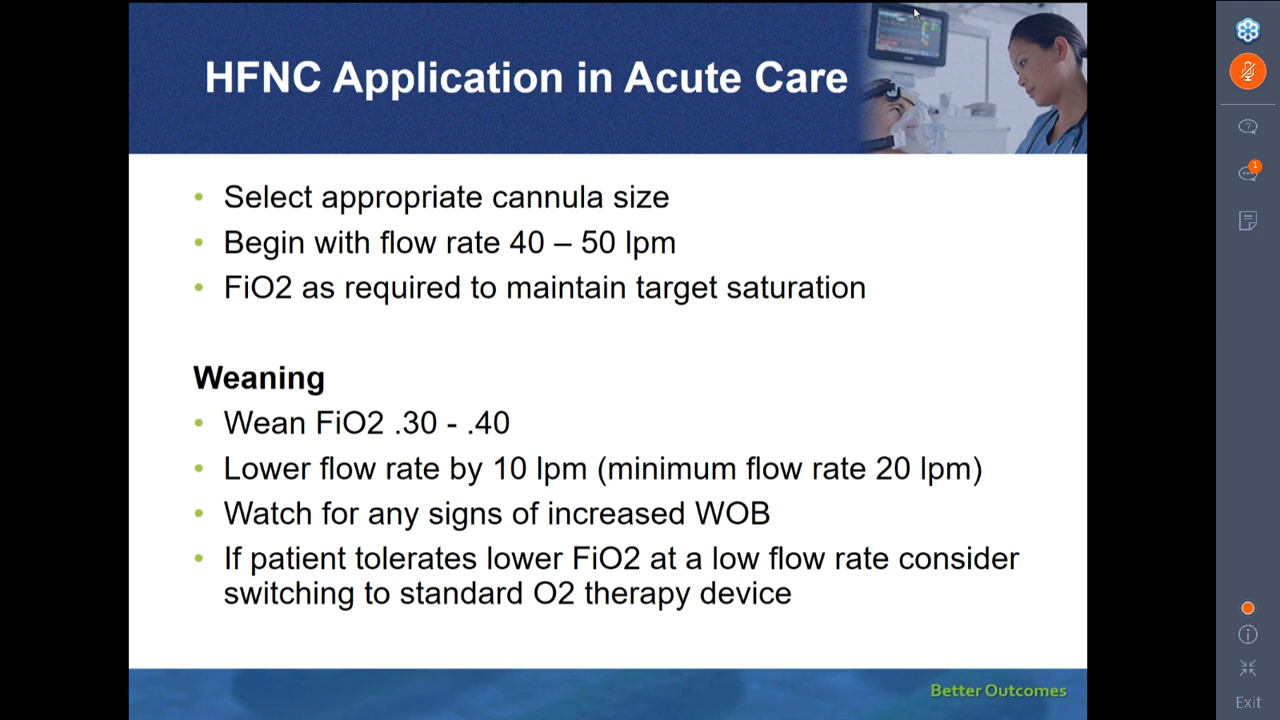 HFNC Application in Acute Care
• Select appropriate cannula size
• Begin with flow rate 40 – 50 lpm
• FiO2 as required to maintain target saturation
Weaning
• Wean FiO2 .30 - .40
• Lower flow rate by 10 lpm (minimum flow rate 20 lpm)
• Watch for any signs of increased WOB
• If patient tolerates lower FiO2 at a low flow rate consider
switching to standard O2 therapy device
Better Outcomes
1
Exit